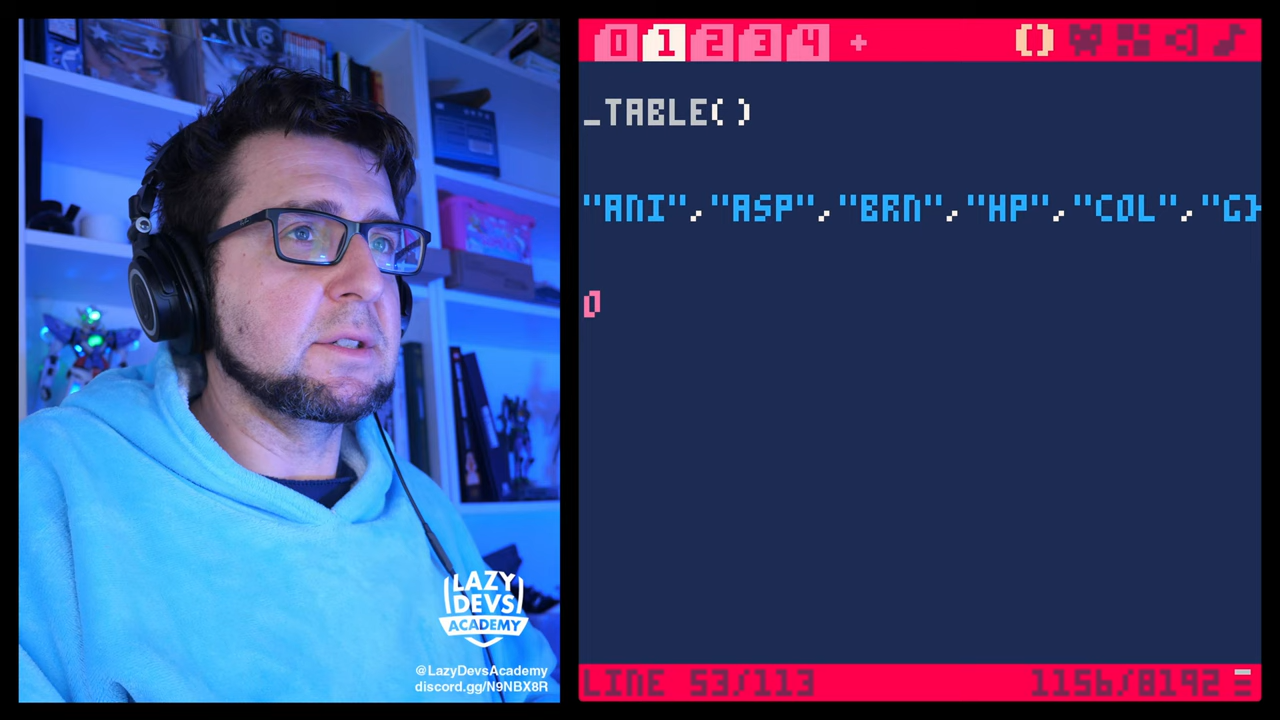 0 1 2 3 4 +
_TABLE()
"ANI","ASP","BRN","HP","COL","G}
0
LINE 53/113 1156/8192
LAZY
DEVS
ACADEMY
@LazyDevsAcademy
discord.gg/N9NBX8R